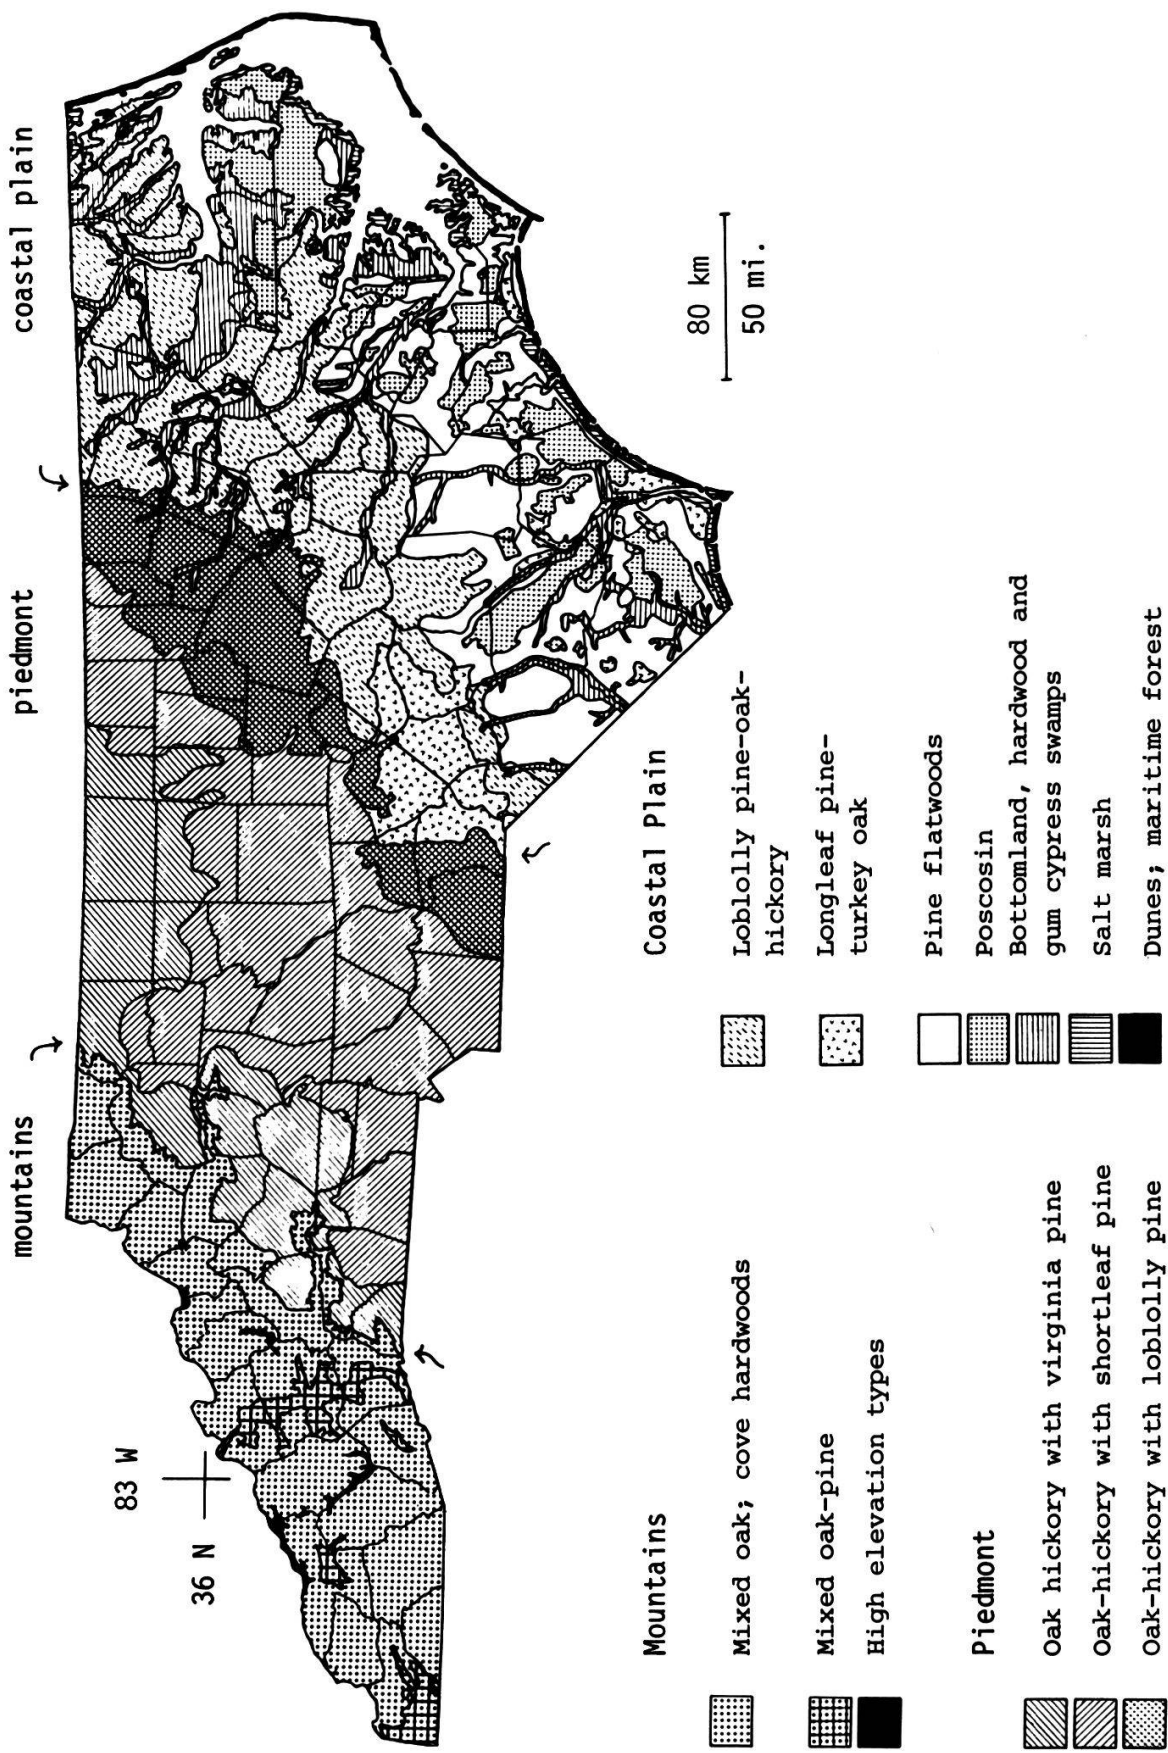 mountains
piedmont
coastal plain
83 W
36 N
80 km
50 mi.
Mountains
Mixed oak; cove hardwoods
Mixed oak-pine
High elevation types
Piedmont
Oak hickory with virginia pine
Oak-hickory with shortleaf pine
Oak-hickory with loblolly pine
Coastal Plain
Loblolly pine-oak-
hickory
Longleaf pine-
turkey oak
Pine flatwoods
Poscosin
Bottomland, hardwood and
gum cypress swamps
Salt marsh
Dunes; maritime forest